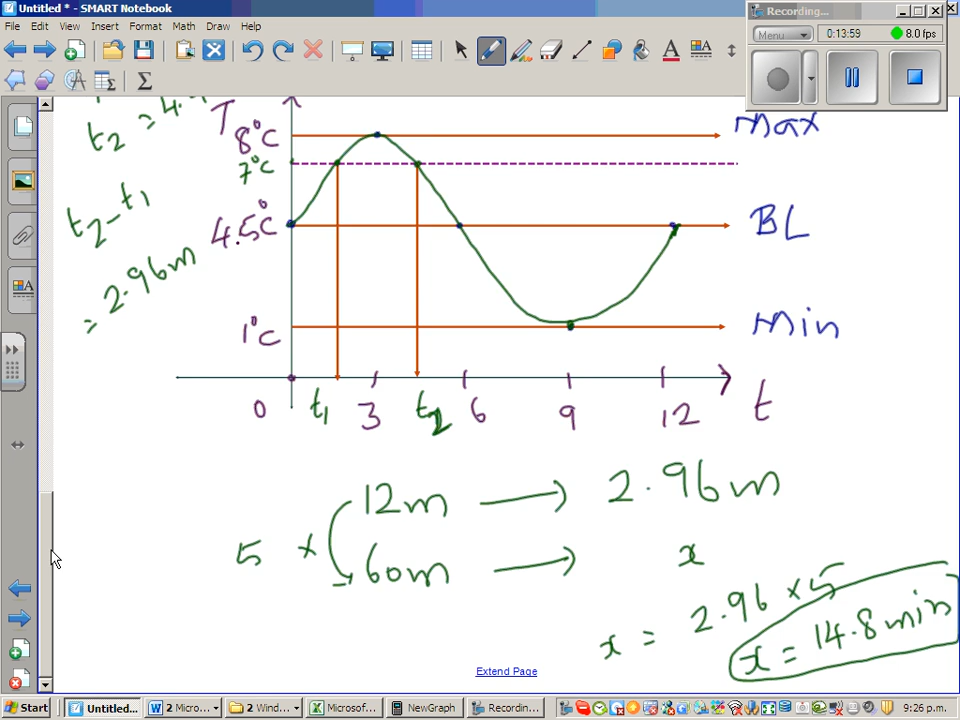 Untitled * - SMART Notebook
File Edit View Insert Format Math Draw Help
Recording...
Menu 0:13:59 8.0 fps
t2 = 4.
T
8°C Max
7°C
t2 - t1
= 2.96m
4.5°C BL
1°C Min
0 t1 3 t2 6 9 12 t
12m → 2.96m
5 ×
60m → x
x = 2.96 × 5
x = 14.8 min
Extend Page
Start Untitled... 2 Micro... 2 Win... Microsof... NewGraph Recordin... 9:26 p.m.